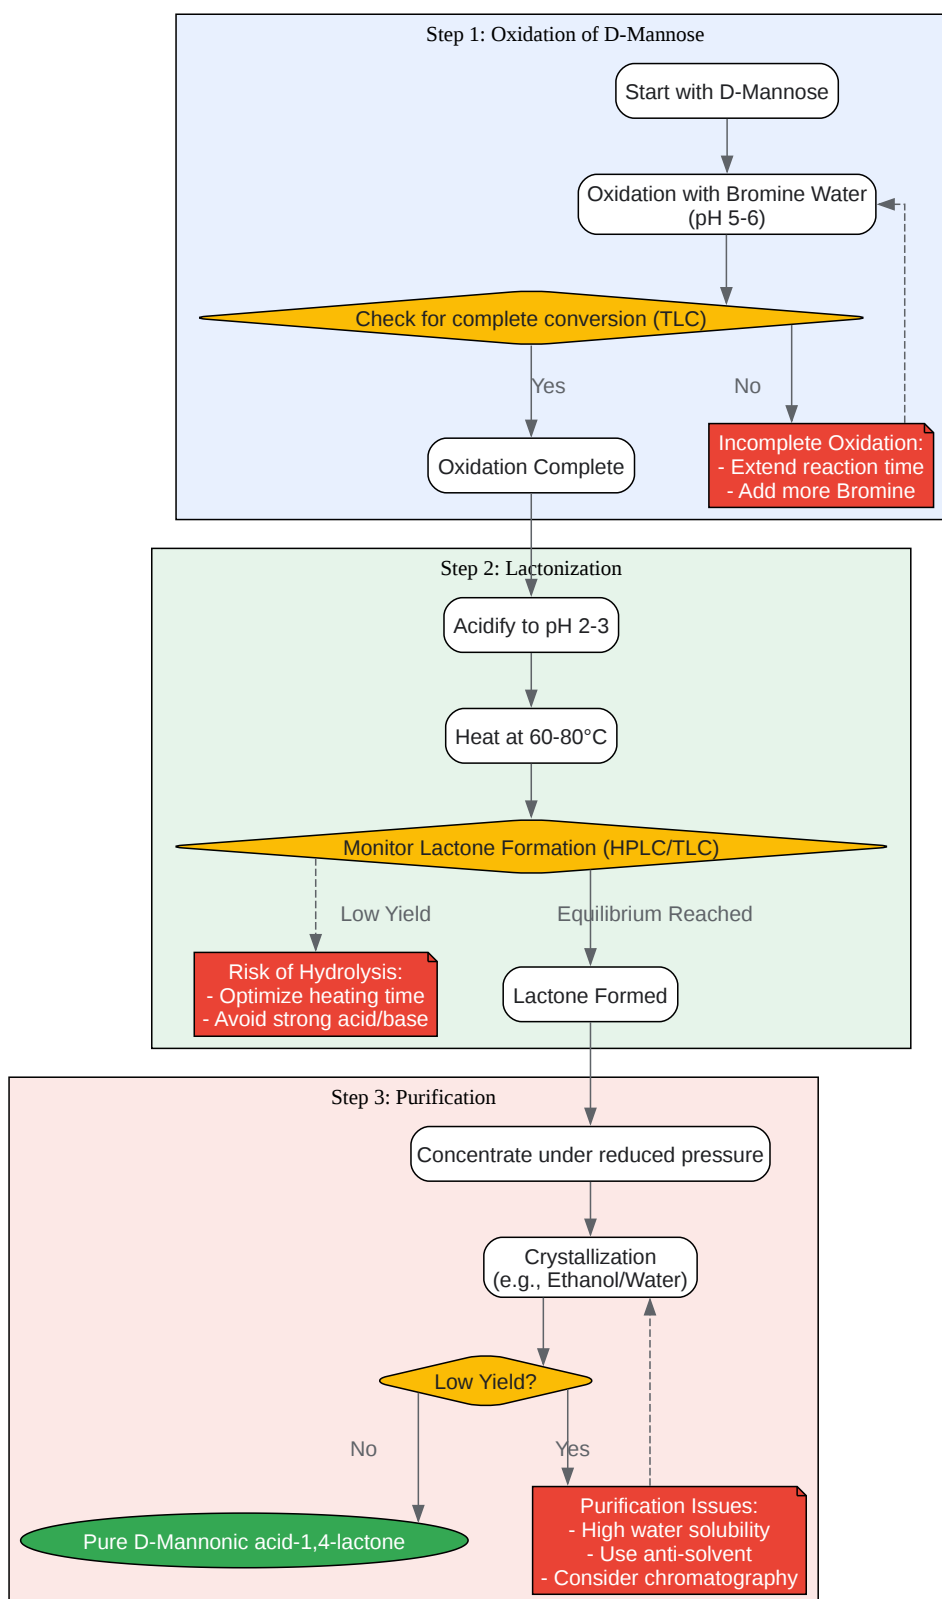 Step 1: Oxidation of D-Mannose
Start with D-Mannose
Oxidation with Bromine Water
(pH 5-6)
Check for complete conversion (TLC)
Yes
No
Oxidation Complete
Incomplete Oxidation:
- Extend reaction time
- Add more Bromine
Step 2: Lactonization
Acidify to pH 2-3
Heat at 60-80°C
Monitor Lactone Formation (HPLC/TLC)
Low Yield
Equilibrium Reached
Risk of Hydrolysis:
- Optimize heating time
- Avoid strong acid/base
Lactone Formed
Step 3: Purification
Concentrate under reduced pressure
Crystallization
(e.g., Ethanol/Water)
Low Yield?
No
Yes
Pure D-Mannonic acid-1,4-lactone
Purification Issues:
- High water solubility
- Use anti-solvent
- Consider chromatography